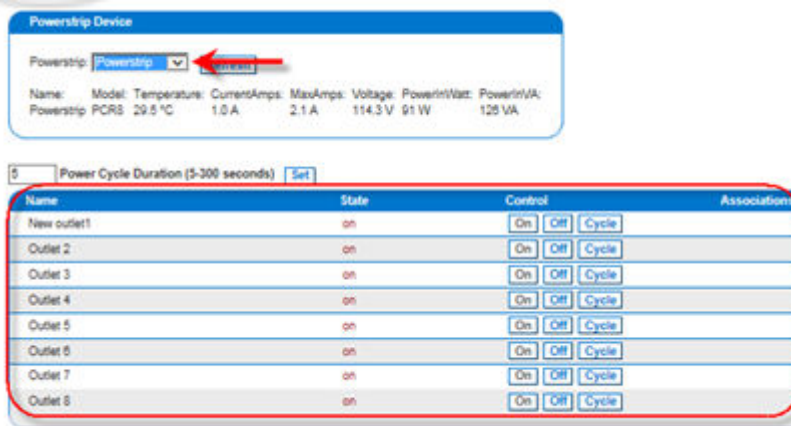 Powerstrip Device
Powerstrip: Powerstrip
Name: Model: Temperature: CurrentAmps: MaxAmps: Voltage: PowerInWatt: PowerInVA:
Powerstrip PCR8 29.5 °C 1.0 A 2.1 A 114.3 V 91 W 125 VA
5 Power Cycle Duration (5-300 seconds) Set
Name State Control Associations
New outlet1 on On Off Cycle
Outlet 2 on On Off Cycle
Outlet 3 on On Off Cycle
Outlet 4 on On Off Cycle
Outlet 5 on On Off Cycle
Outlet 6 on On Off Cycle
Outlet 7 on On Off Cycle
Outlet 8 on On Off Cycle